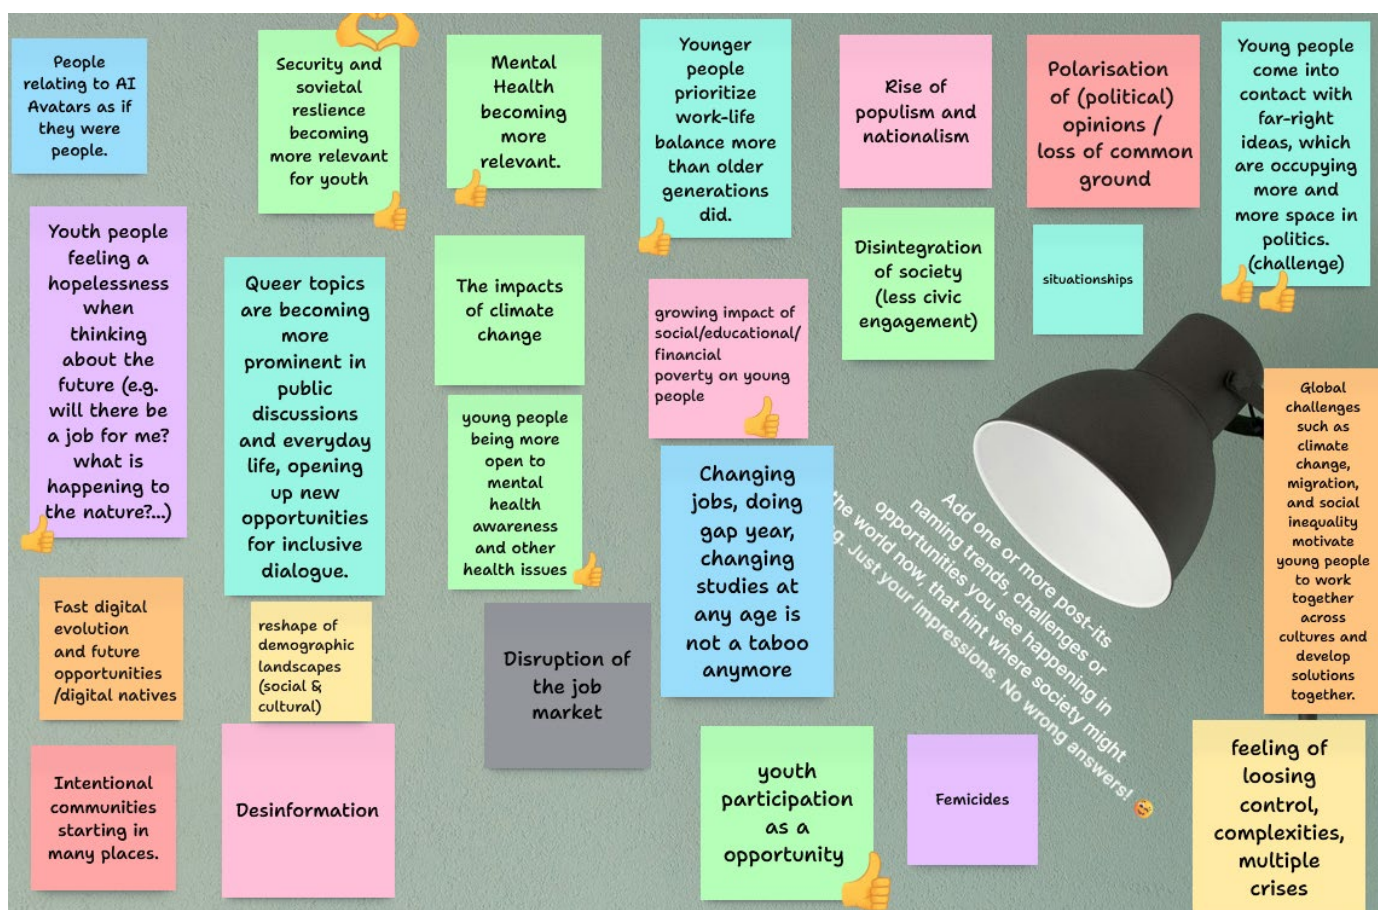 People
relating to AI
Avatars as if
they were
people.
Security and
sovietal
reslience
becoming
more relevant
for youth
Mental
Health
becoming
more
relevant.
Younger
people
prioritize
work-life
balance more
than older
generations
did.
Rise of
populism and
nationalism
Polarisation
of (political)
opinions /
loss of common
ground
Young people
come into
contact with
far-right
ideas, which
are occupying
more and
more space in
politics.
(challenge)
Youth people
feeling a
hopelessness
when
thinking
about the
future (e.g.
will there be
a job for me?
what is
happening to
the nature?...)
Queer topics
are becoming
more
prominent in
public
discussions
and everyday
life, opening
up new
opportunities
for inclusive
dialogue.
The impacts
of climate
change
growing impact of
social/educational/
financial
poverty on young
people
Disintegration
of society
(less civic
engagement)
situationships
young people
being more
open to
mental
health
awareness
and other
health issues
Changing
jobs, doing
gap year,
changing
studies at
any age is
not a taboo
anymore
Add one or more post-its
naming trends, challenges or
opportunities you see happening in
the world now, that hint where society might
Just your impressions. No wrong answers!
Global
challenges
such as
climate
change,
migration,
and social
inequality
motivate
young people
to work
together
across
cultures and
develop
solutions
together.
Fast digital
evolution
and future
opportunities
/digital natives
reshape of
demographic
landscapes
(social &
cultural)
Disruption of
the job
market
Intentional
communities
starting in
many places.
Desinformation
youth
participation
as a
opportunity
Femicides
feeling of
loosing
control,
complexities,
multiple
crises